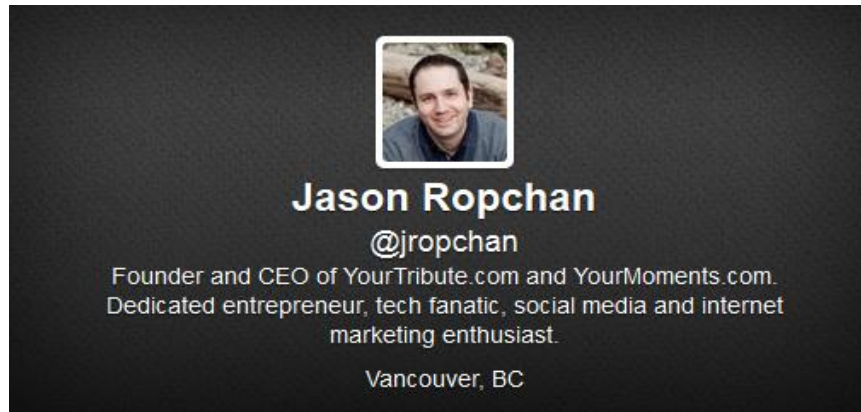 Jason Ropchan
@jropchan
Founder and CEO of YourTribute.com and YourMoments.com.
Dedicated entrepreneur, tech fanatic, social media and internet
marketing enthusiast.
Vancouver, BC